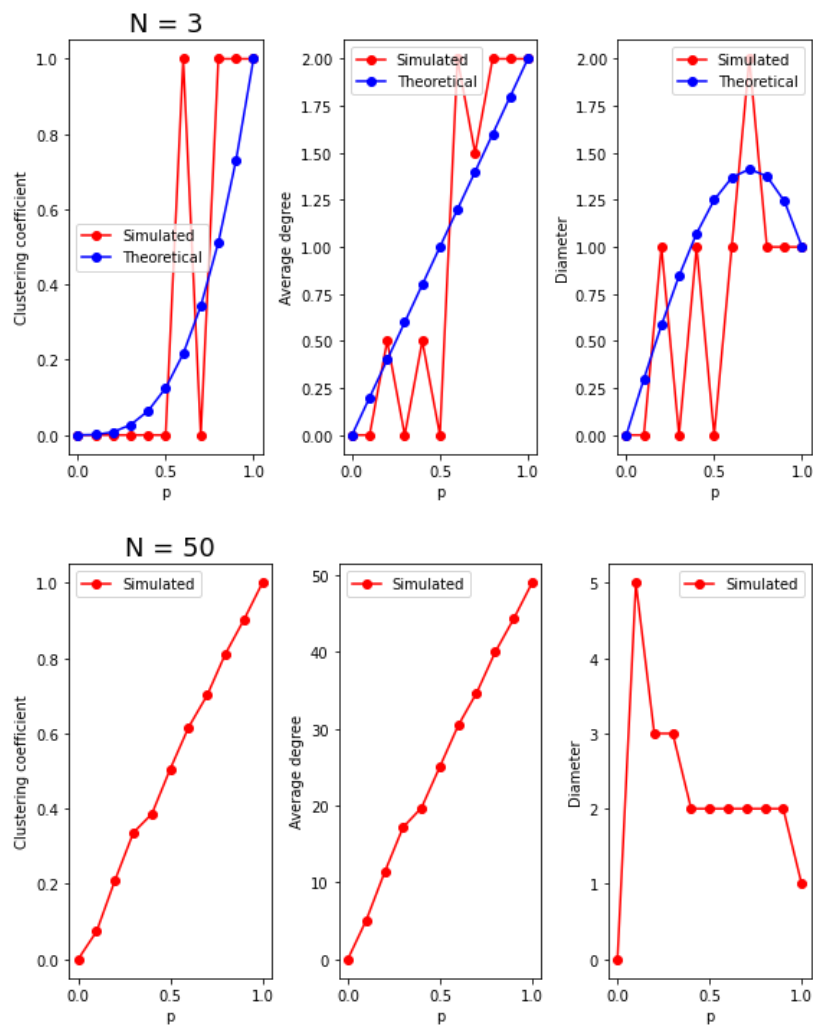 N = 3
Clustering coefficient
1.0
0.8
0.6
0.4
0.2
0.0
Simulated
Theoretical
0.0 0.5 1.0
p
Average degree
2.00
1.75
1.50
1.25
1.00
0.75
0.50
0.25
0.00
Simulated
Theoretical
0.0 0.5 1.0
p
Diameter
2.00
1.75
1.50
1.25
1.00
0.75
0.50
0.25
0.00
Simulated
Theoretical
0.0 0.5 1.0
p
N = 50
Clustering coefficient
1.0
0.8
0.6
0.4
0.2
0.0
Simulated
0.0 0.5 1.0
p
Average degree
50
40
30
20
10
0
Simulated
0.0 0.5 1.0
p
Diameter
5
4
3
2
1
0
Simulated
0.0 0.5 1.0
p